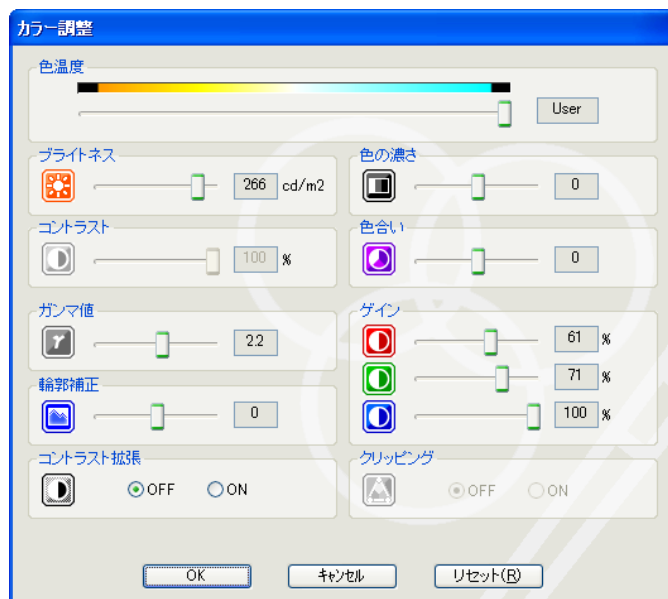 カラー調整
色温度
User
ブライトネス
266 cd/m2
色の濃さ
0
コントラスト
100 %
色合い
0
ガンマ値
γ
2.2
ゲイン
61 %
71 %
100 %
輪郭補正
0
コントラスト拡張
OFF ON
クリッピング
OFF ON
OK キャンセル リセット(R)